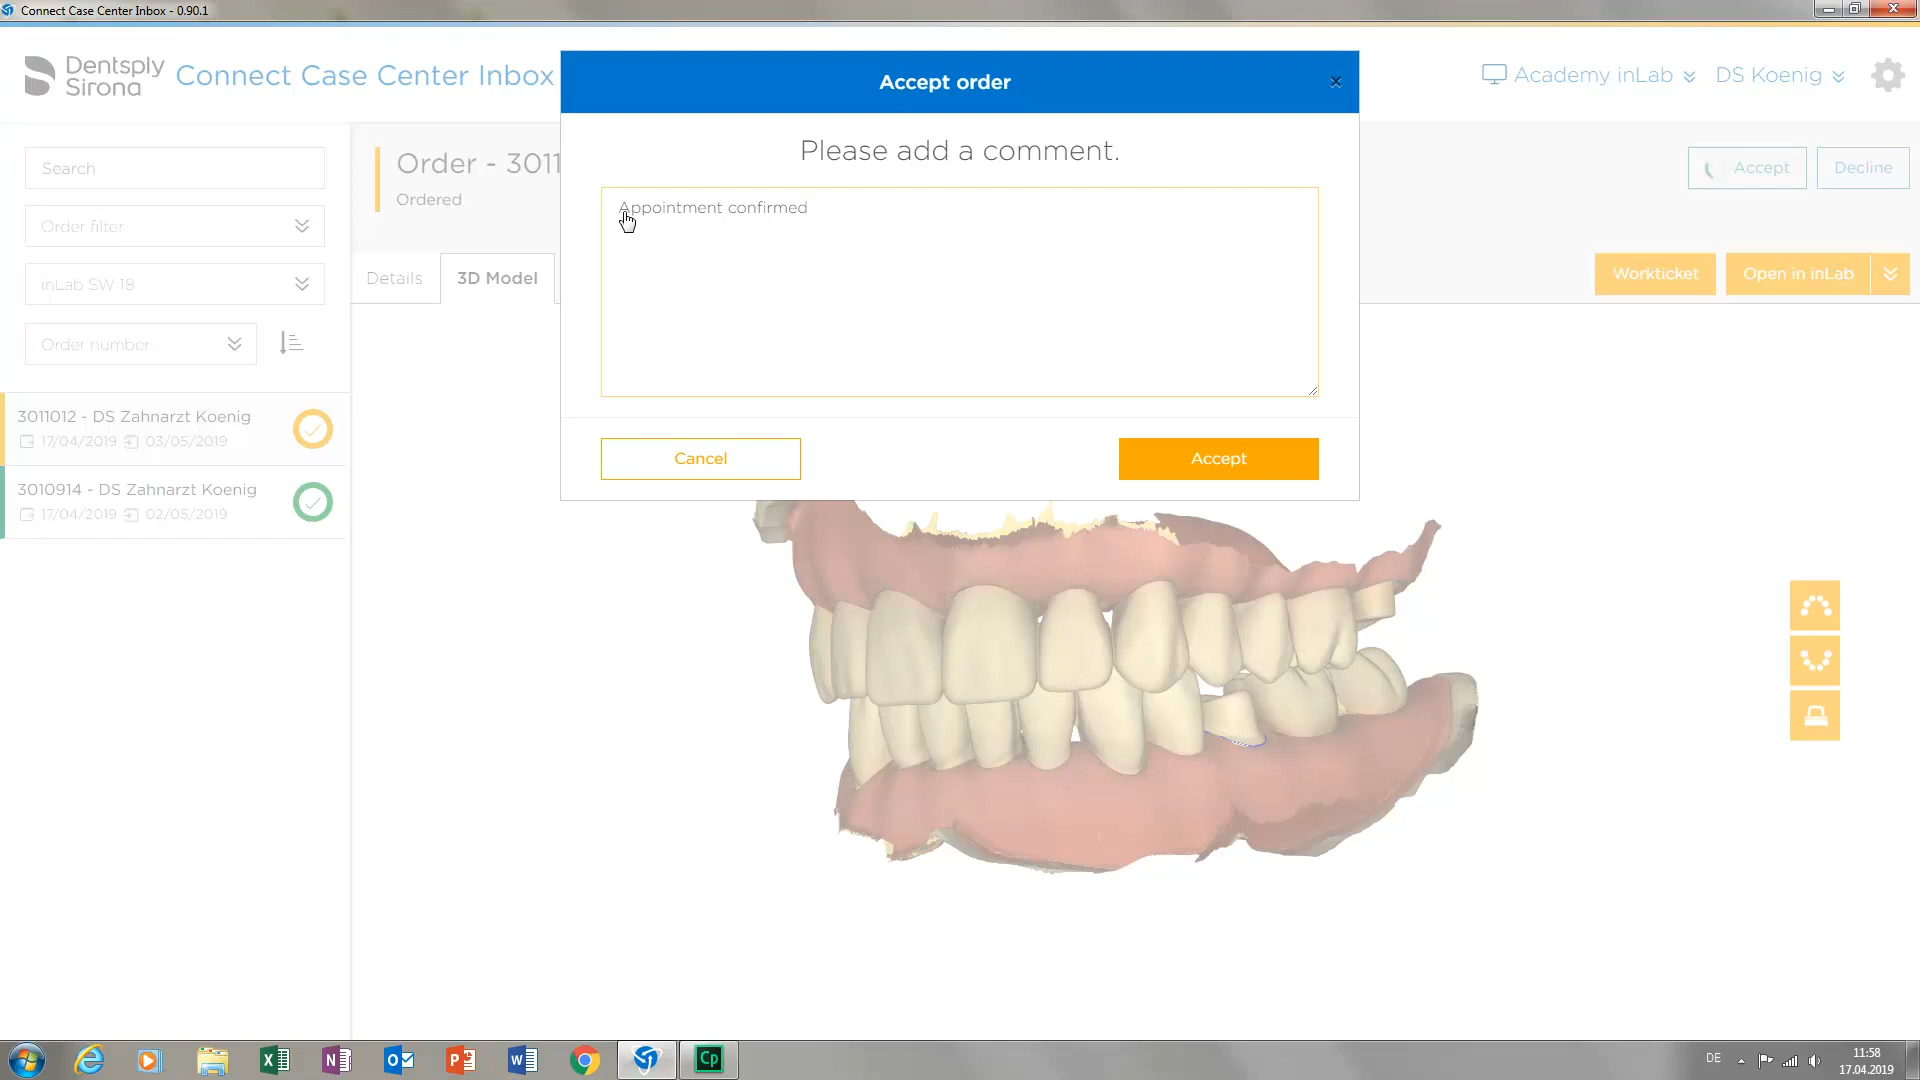 Connect Case Center Inbox - 0.90.1
Dentsply
Sirona
Connect Case Center Inbox
Academy inLab
DS Koenig
Accept order
Please add a comment.
Appointment confirmed
Cancel
Accept
Search
Order filter
inLab SW 18
Order number
3011012 - DS Zahnarzt Koenig
17/04/2019 03/05/2019
3010914 - DS Zahnarzt Koenig
17/04/2019 02/05/2019
Order - 3011
Ordered
Accept
Decline
Details
3D Model
Workticket
Open in inLab
DE
11:58
17.04.2019